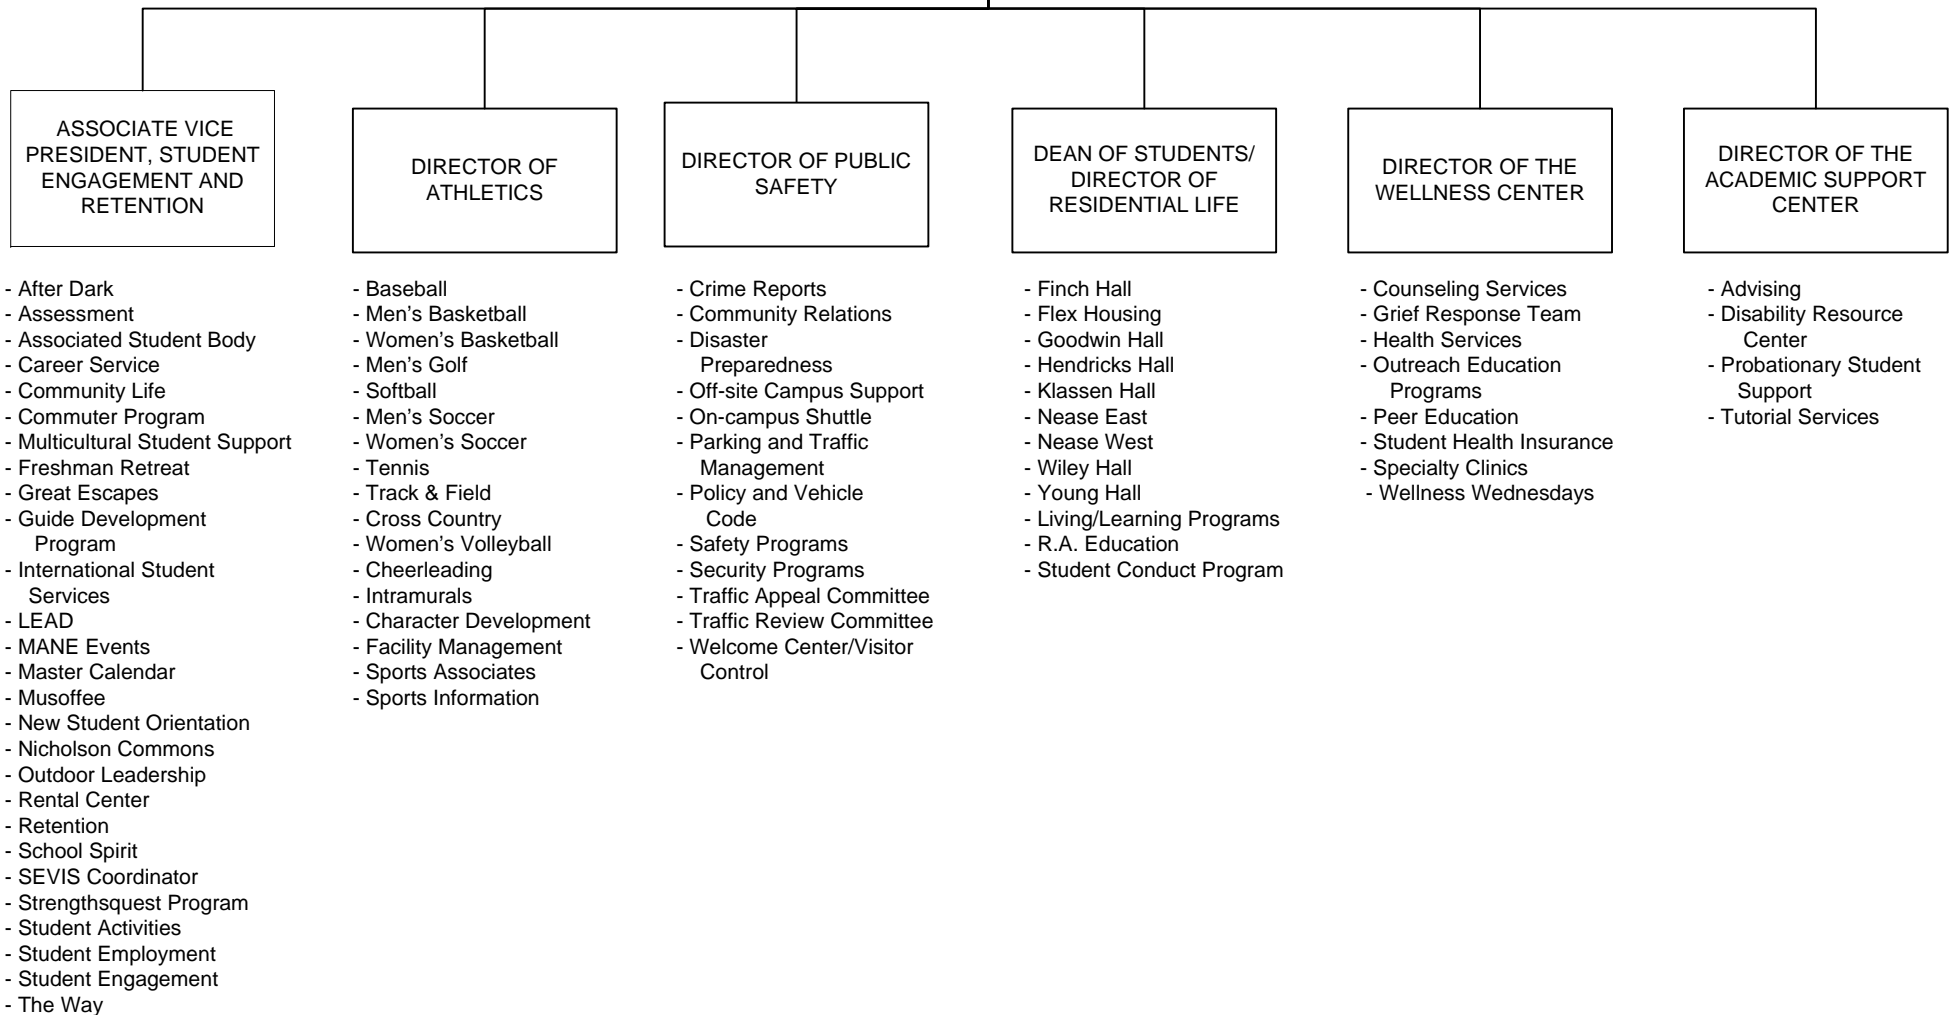 ASSOCIATE VICE
PRESIDENT, STUDENT
ENGAGEMENT AND
RETENTION
- After Dark
- Assessment
- Associated Student Body
- Career Service
- Community Life
- Commuter Program
- Multicultural Student Support
- Freshman Retreat
- Great Escapes
- Guide Development
Program
- International Student
Services
- LEAD
- MANE Events
- Master Calendar
- Musoffee
- New Student Orientation
- Nicholson Commons
- Outdoor Leadership
- Rental Center
- Retention
- School Spirit
- SEVIS Coordinator
- Strengthsquest Program
- Student Activities
- Student Employment
- Student Engagement
- The Way
DIRECTOR OF
ATHLETICS
- Baseball
- Men’s Basketball
- Women’s Basketball
- Men’s Golf
- Softball
- Men’s Soccer
- Women’s Soccer
- Tennis
- Track & Field
- Cross Country
- Women’s Volleyball
- Cheerleading
- Intramurals
- Character Development
- Facility Management
- Sports Associates
- Sports Information
DIRECTOR OF PUBLIC
SAFETY
- Crime Reports
- Community Relations
- Disaster
Preparedness
- Off-site Campus Support
- On-campus Shuttle
- Parking and Traffic
Management
- Policy and Vehicle
Code
- Safety Programs
- Security Programs
- Traffic Appeal Committee
- Traffic Review Committee
- Welcome Center/Visitor
Control
DEAN OF STUDENTS/
DIRECTOR OF
RESIDENTIAL LIFE
- Finch Hall
- Flex Housing
- Goodwin Hall
- Hendricks Hall
- Klassen Hall
- Nease East
- Nease West
- Wiley Hall
- Young Hall
- Living/Learning Programs
- R.A. Education
- Student Conduct Program
DIRECTOR OF THE
WELLNESS CENTER
- Counseling Services
- Grief Response Team
- Health Services
- Outreach Education
Programs
- Peer Education
- Student Health Insurance
- Specialty Clinics
- Wellness Wednesdays
DIRECTOR OF THE
ACADEMIC SUPPORT
CENTER
- Advising
- Disability Resource
Center
- Probationary Student
Support
- Tutorial Services